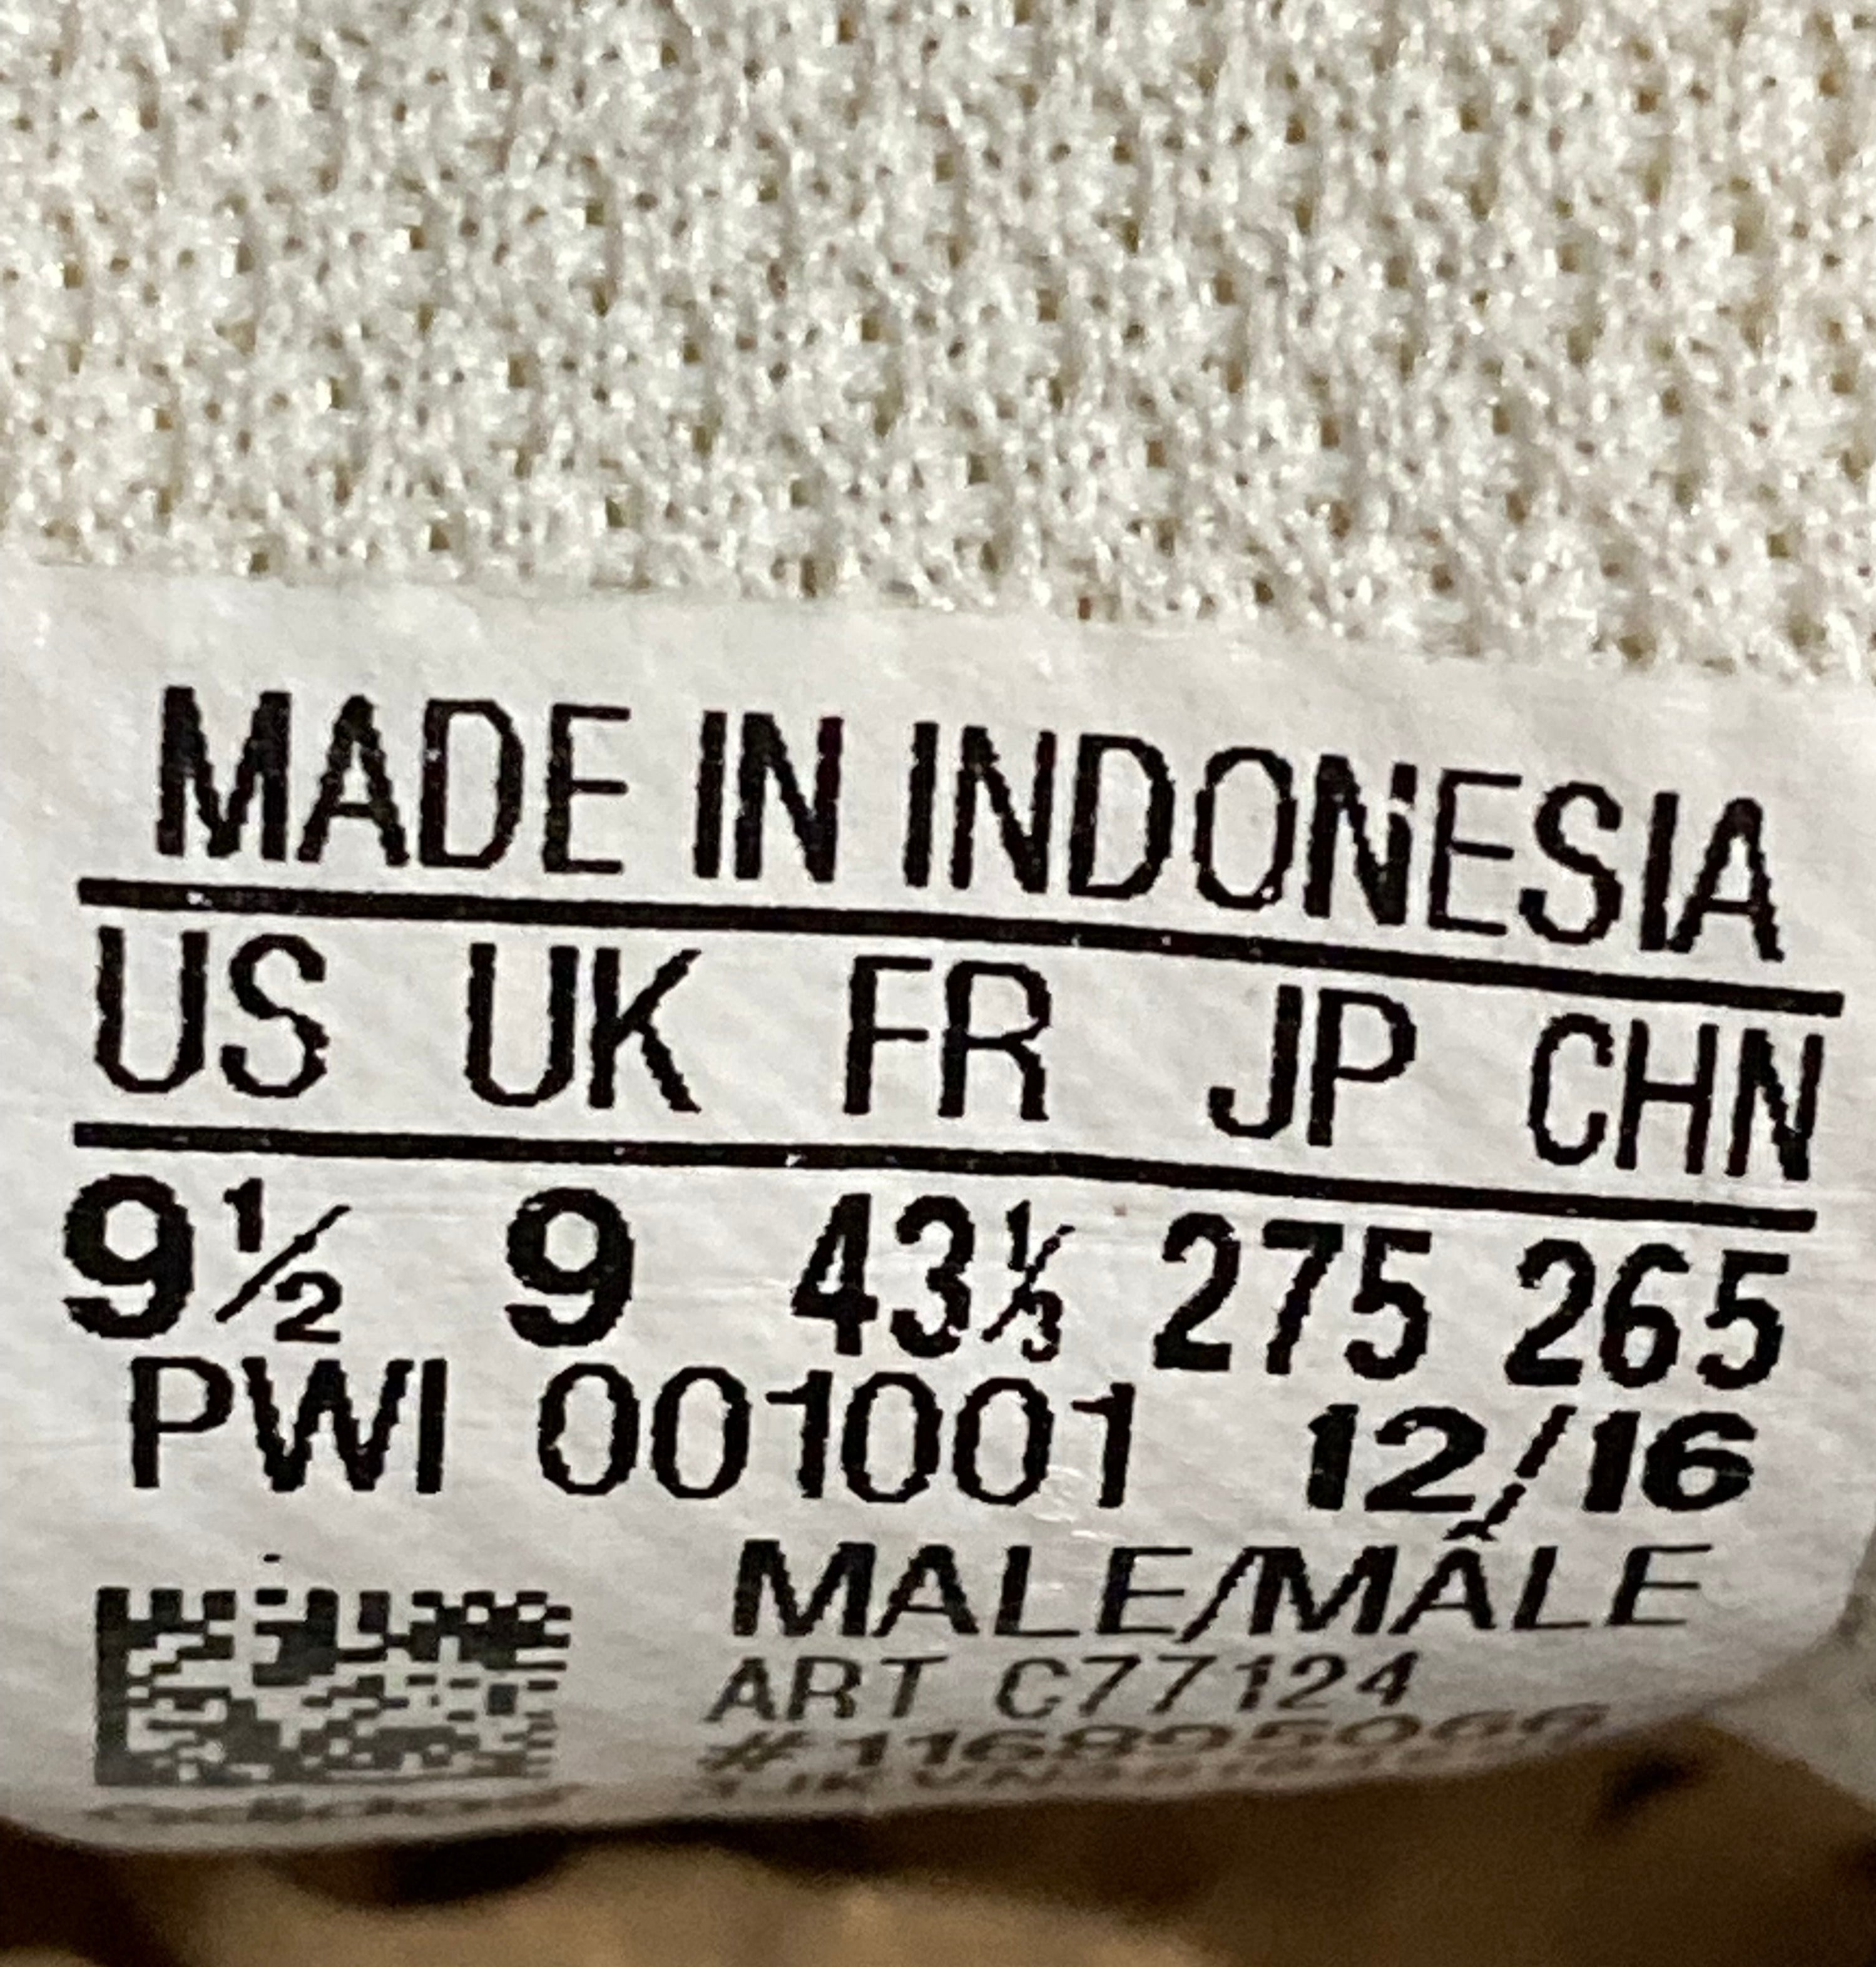 MADE IN INDONESIA
US UK FR JP CHN
9½ 9 43⅓ 275 265
PWI 001001 12/16
MALE/MÂLE
ART C77124